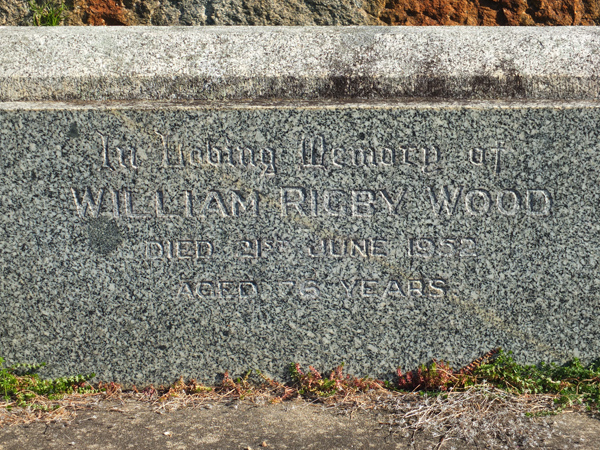 In Loving Memory of
WILLIAM RIGBY WOOD
DIED 21ST JUNE 1952
AGED 76 YEARS